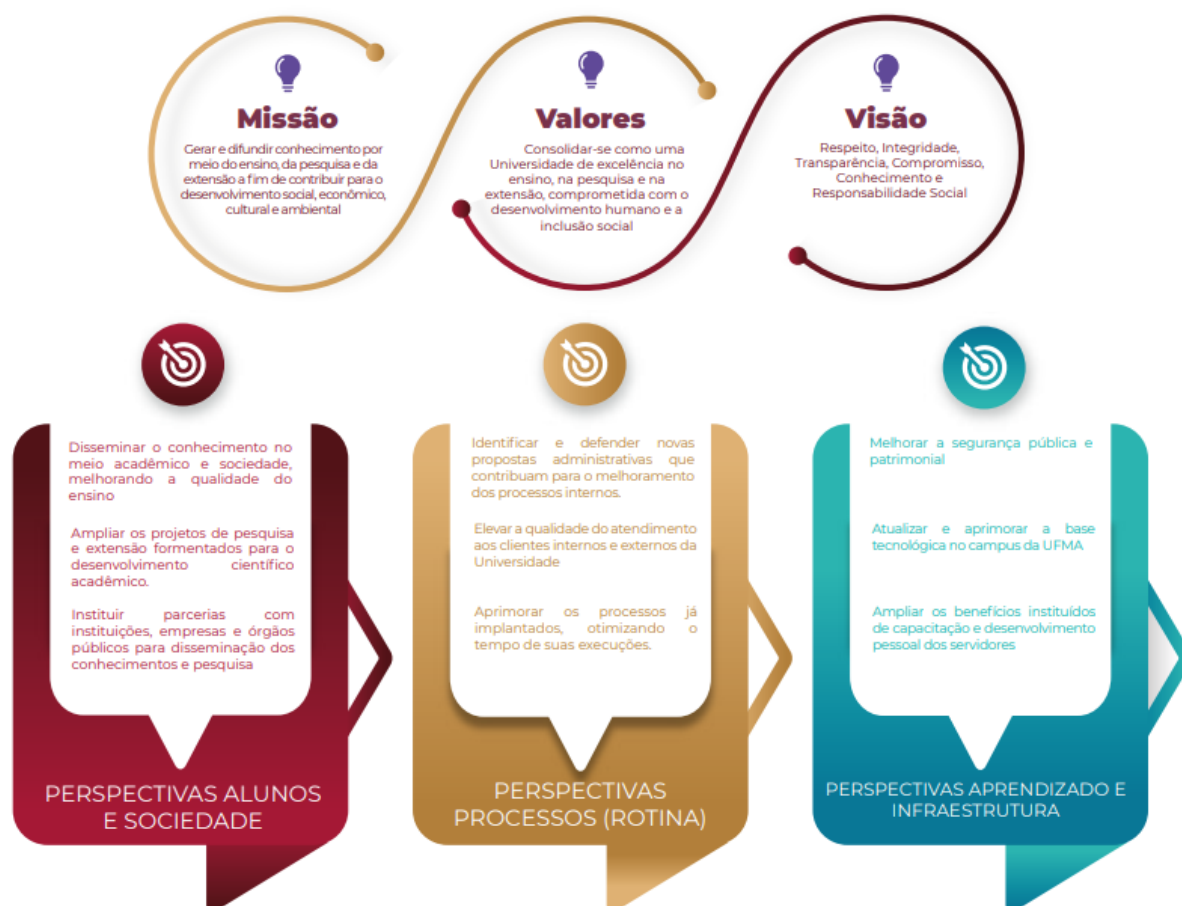 Missão
Gerar e difundir conhecimento por
meio do ensino, da pesquisa e da
extensão a fim de contribuir para o
desenvolvimento social, econômico,
cultural e ambiental
Valores
Consolidar-se como uma
Universidade de excelência no
ensino, na pesquisa e na
extensão, comprometida com o
desenvolvimento humano e a
inclusão social
Visão
Respeito, Integridade,
Transparência, Compromisso,
Conhecimento e
Responsabilidade Social
Disseminar o conhecimento no
meio acadêmico e sociedade,
melhorando a qualidade do
ensino
Ampliar os projetos de pesquisa
e extensão formentados para o
desenvolvimento científico
acadêmico.
Instituir parcerias com
instituições, empresas e órgãos
públicos para disseminação dos
conhecimentos e pesquisa
PERSPECTIVAS ALUNOS
E SOCIEDADE
Identificar e defender novas
propostas administrativas que
contribuam para o melhoramento
dos processos internos.
Elevar a qualidade do atendimento
aos clientes internos e externos da
Universidade
Aprimorar os processos já
implantados, otimizando o
tempo de suas execuções.
PERSPECTIVAS
PROCESSOS (ROTINA)
Melhorar a segurança pública e
patrimonial
Atualizar e aprimorar a base
tecnológica no campus da UFMA
Ampliar os benefícios instituídos
de capacitação e desenvolvimento
pessoal dos servidores
PERSPECTIVAS APRENDIZADO E
INFRAESTRUTURA